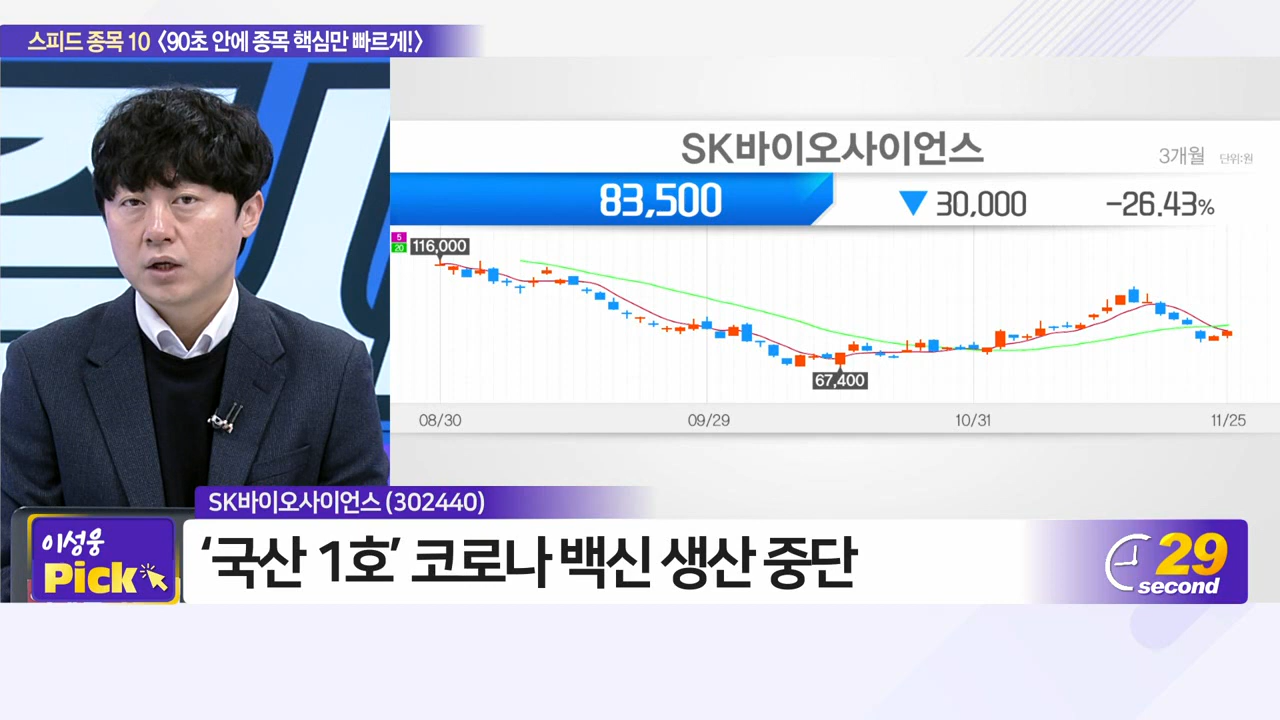 스피드 종목 10 〈90초 안에 종목 핵심만 빠르게!〉
SK바이오사이언스
3개월 단위:원
83,500 ▼ 30,000 -26.43%
5
20
116,000
67,400
08/30 09/29 10/31 11/25
SK바이오사이언스 (302440)
이성웅
Pick
‘국산 1호’ 코로나 백신 생산 중단
29
second